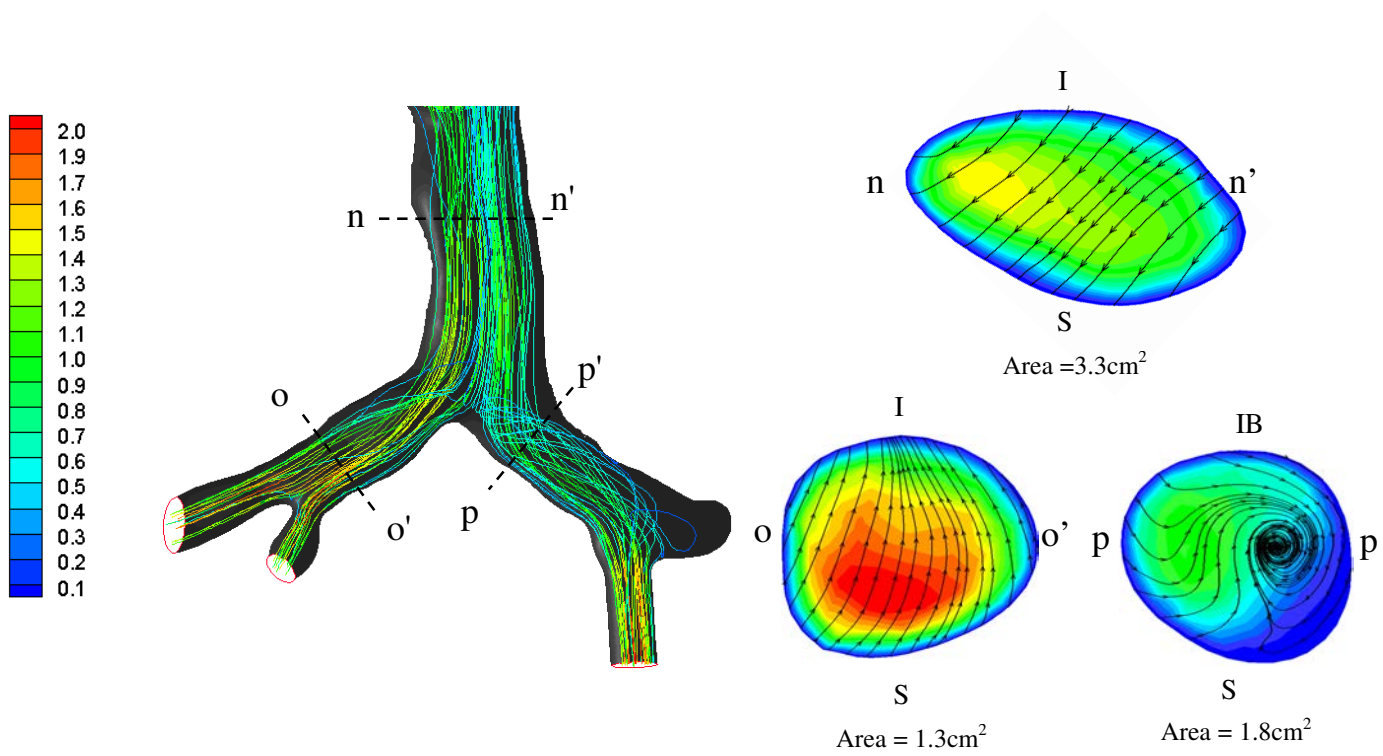 2.0
1.9
1.7
1.6
1.5
1.4
1.3
1.2
1.1
1.0
0.9
0.8
0.7
0.6
0.5
0.4
0.3
0.2
0.1
n
n'
o
o'
p
p'
I
n
n’
S
Area =3.3cm²
I
o
o’
S
Area = 1.3cm²
IB
p
p
S
Area = 1.8cm²